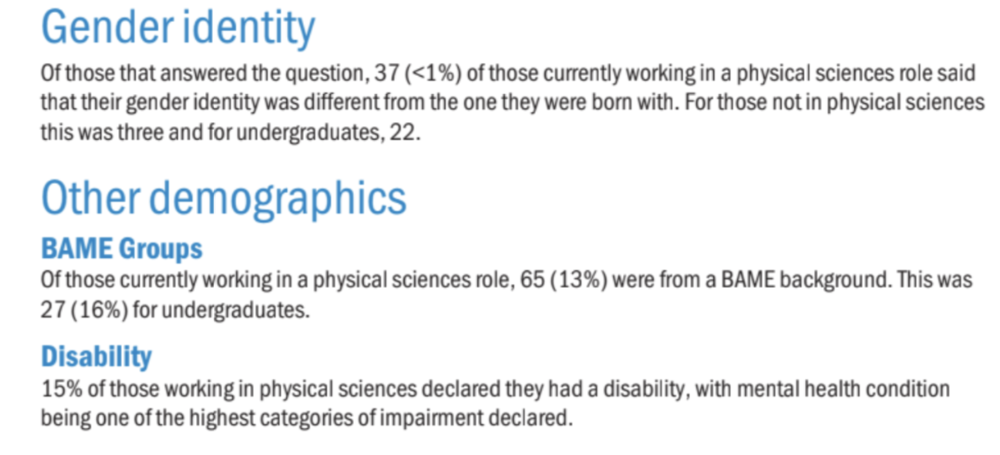 Gender identity
Of those that answered the question, 37 (<1%) of those currently working in a physical sciences role said
that their gender identity was different from the one they were born with. For those not in physical sciences
this was three and for undergraduates, 22.
Other demographics
BAME Groups
Of those currently working in a physical sciences role, 65 (13%) were from a BAME background. This was
27 (16%) for undergraduates.
Disability
15% of those working in physical sciences declared they had a disability, with mental health condition
being one of the highest categories of impairment declared.